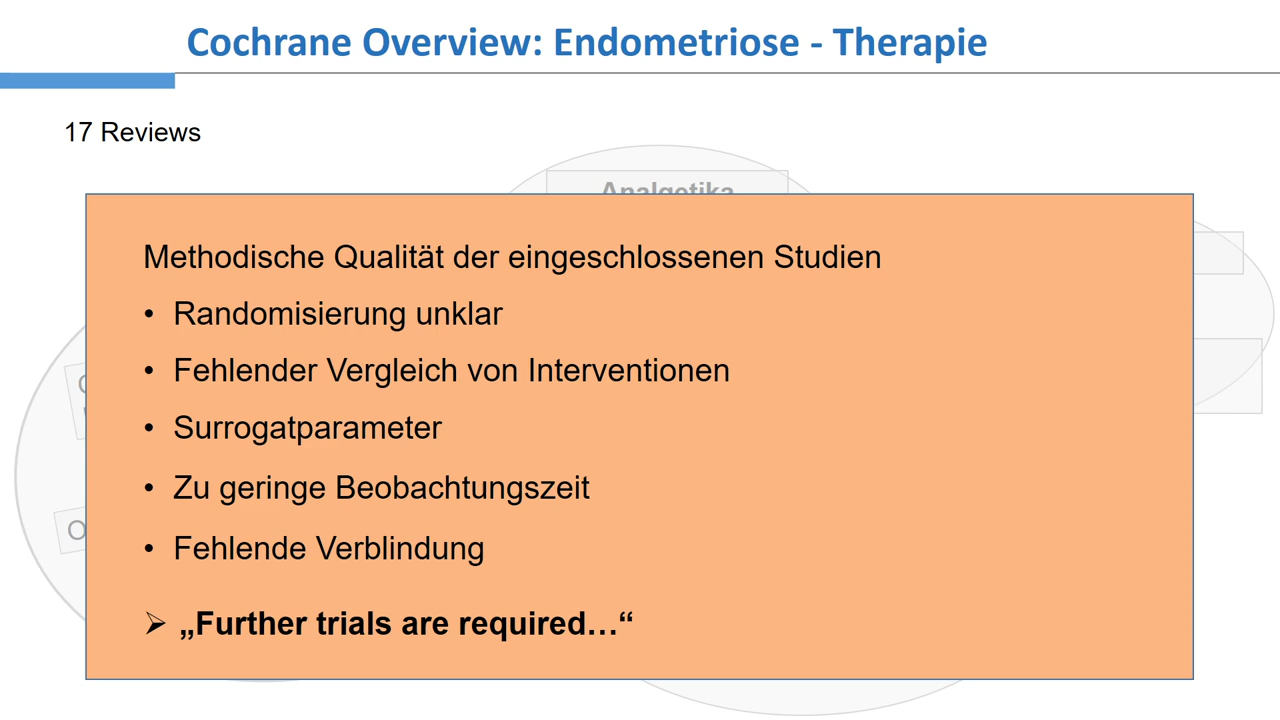 Cochrane Overview: Endometriose - Therapie
17 Reviews
Analgetika
Methodische Qualität der eingeschlossenen Studien
• Randomisierung unklar
• Fehlender Vergleich von Interventionen
• Surrogatparameter
• Zu geringe Beobachtungszeit
• Fehlende Verblindung
➢ „Further trials are required…“